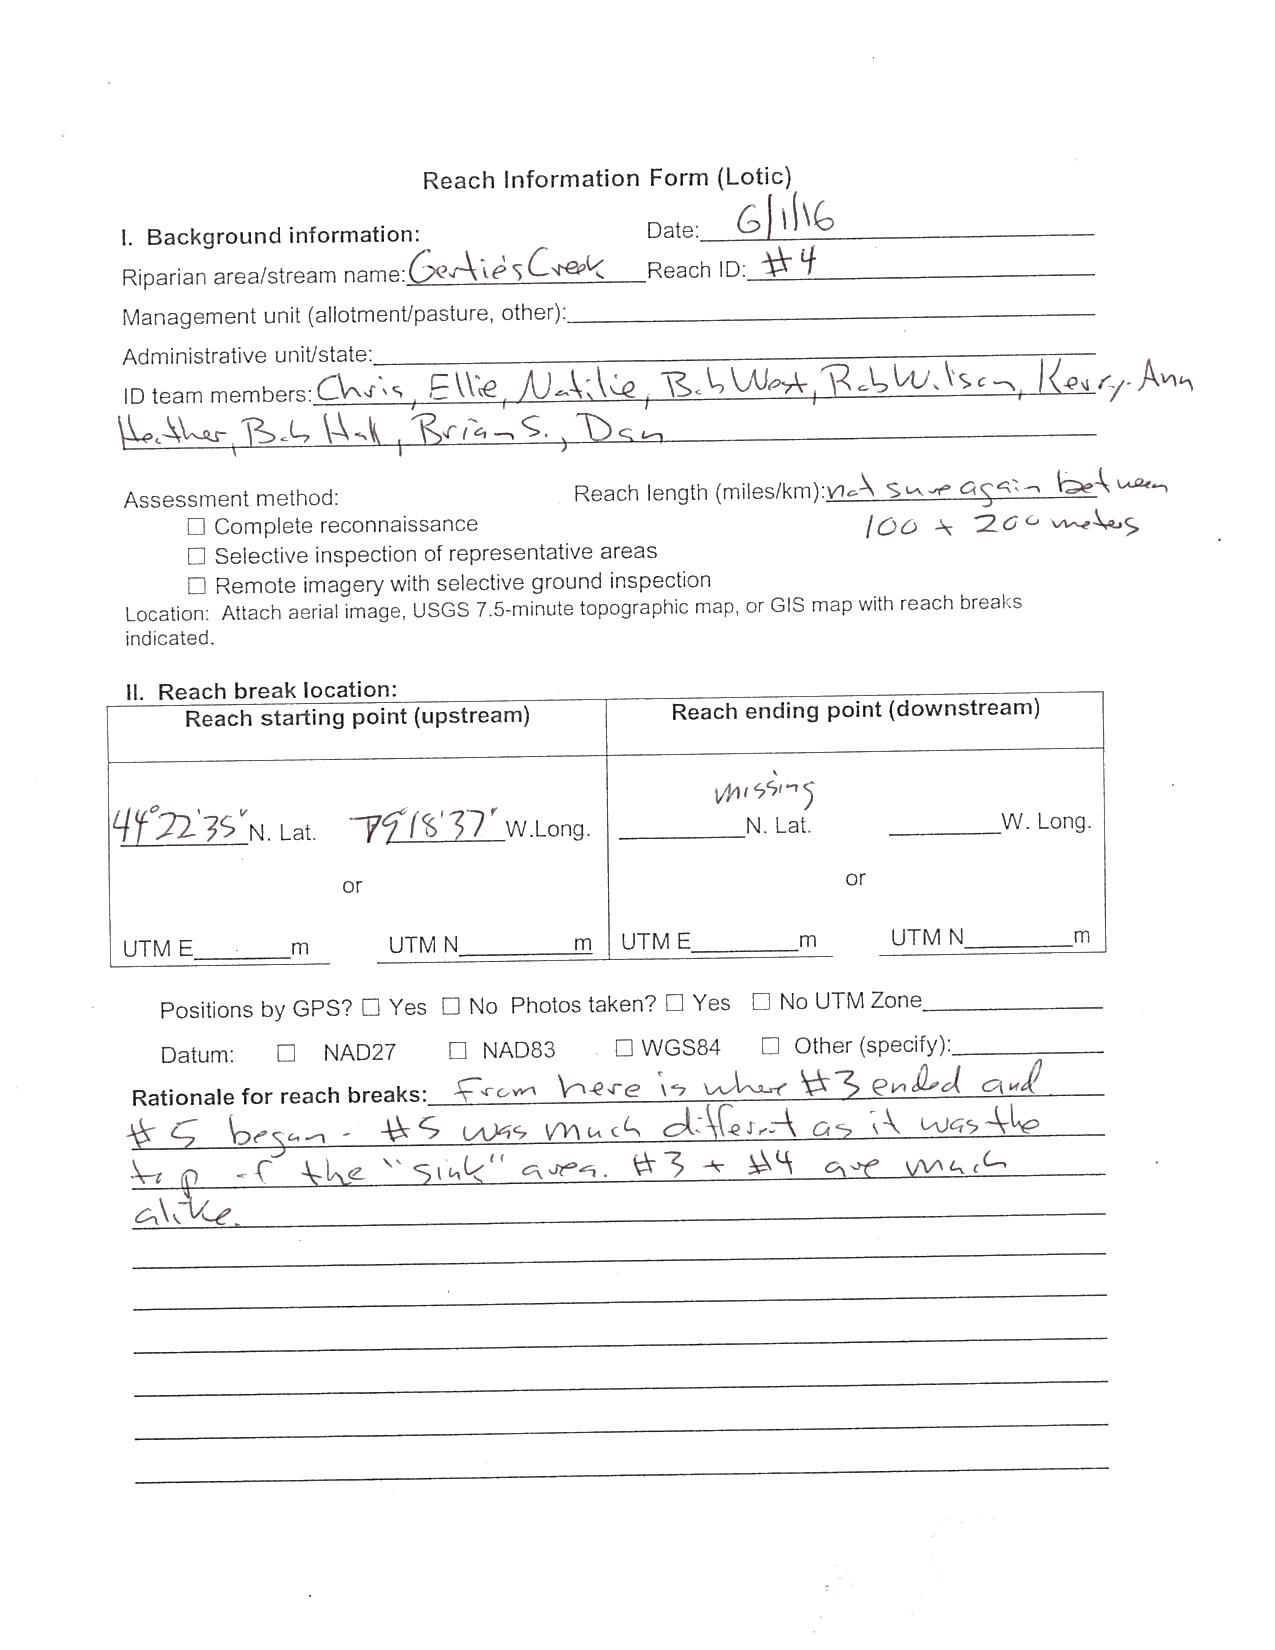 Reach Information Form (Lotic)
I. Background information: Date: 6/1/16
Riparian area/stream name: Gertie's Creek Reach ID: #4
Management unit (allotment/pasture, other):
Administrative unit/state:
ID team members: Chris, Ellie, Natilie, Bob West, Rob Wilson, Kerry-Ann
Heather, Bob Hall, Brian S., Dan
Assessment method: Reach length (miles/km): not sure again between
100 + 200 meters
☐ Complete reconnaissance
☐ Selective inspection of representative areas
☐ Remote imagery with selective ground inspection
Location: Attach aerial image, USGS 7.5-minute topographic map, or GIS map with reach breaks
indicated.
II. Reach break location:
Reach starting point (upstream) Reach ending point (downstream)
missing
44°22'35" N. Lat. 79°18'37" W.Long. N. Lat. W. Long.
or or
UTM E m UTM N m UTM E m UTM N m
Positions by GPS? ☐ Yes ☐ No Photos taken? ☐ Yes ☐ No UTM Zone
Datum: ☐ NAD27 ☐ NAD83 ☐ WGS84 ☐ Other (specify):
Rationale for reach breaks: From here is where #3 ended and
#5 began - #5 was much different as it was the
top of the "sink" area. #3 + #4 are much
alike.